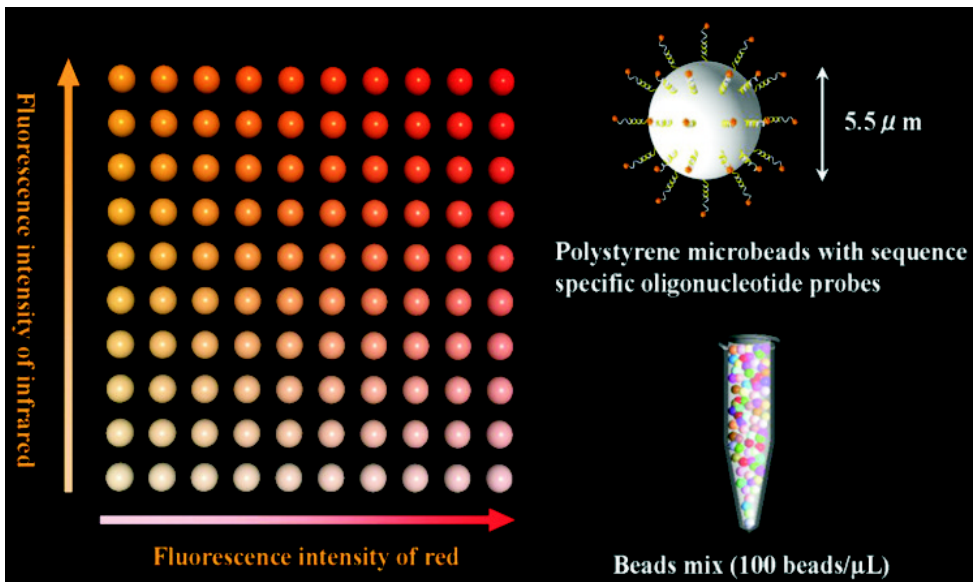 Fluorescence intensity of infrared
Fluorescence intensity of red
5.5 μm
Polystyrene microbeads with sequence
specific oligonucleotide probes
Beads mix (100 beads/μL)